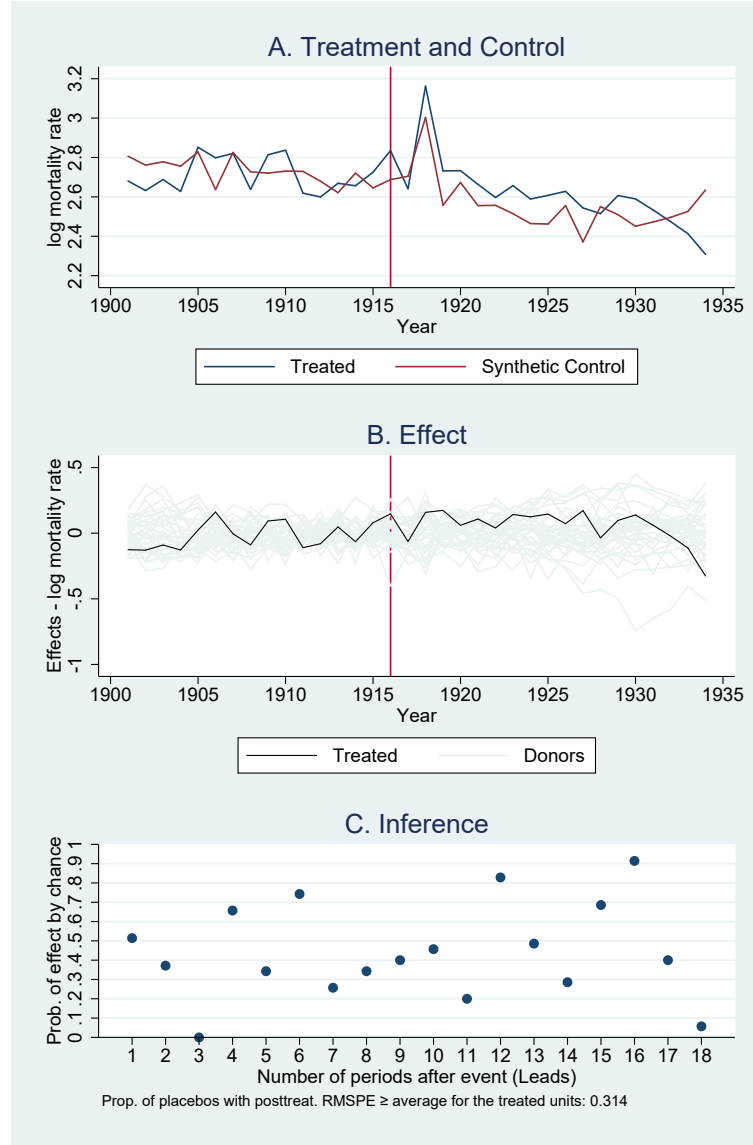 A. Treatment and Control
log mortality rate
3.2
3
2.8
2.6
2.4
2.2
1900 1905 1910 1915 1920 1925 1930 1935
Year
Treated Synthetic Control
B. Effect
Effects - log mortality rate
.5
0
-.5
-1
1900 1905 1910 1915 1920 1925 1930 1935
Year
Treated Donors
C. Inference
Prob. of effect by chance
1
.9
.8
.7
.6
.5
.4
.3
.2
.1
0
1 2 3 4 5 6 7 8 9 10 11 12 13 14 15 16 17 18
Number of periods after event (Leads)
Prop. of placebos with posttreat. RMSPE ≥ average for the treated units: 0.314